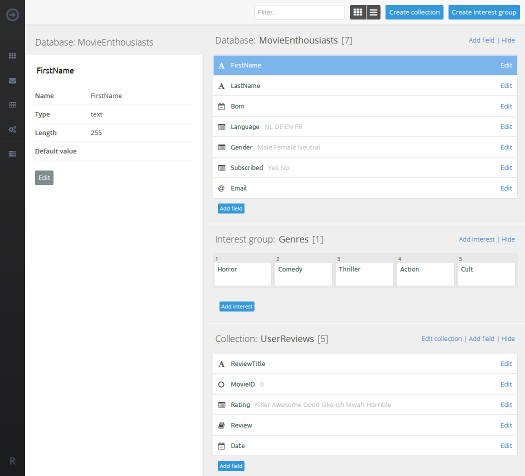 Filter...
Create collection
Create interest group
Database: MovieEnthousiasts
FirstName
Name FirstName
Type text
Length 255
Default value
Edit
Database: MovieEnthousiasts [7]
Add field | Hide
FirstName Edit
LastName Edit
Born Edit
Language NL DE EN FR Edit
Gender Male Female Neutral Edit
Subscribed Yes No Edit
Email Edit
Add field
Interest group: Genres [1]
Add interest | Hide
1 2 3 4 5
Horror Comedy Thriller Action Cult
Add interest
Collection: UserReviews [5]
Edit collection | Add field | Hide
ReviewTitle Edit
MovieID 0 Edit
Rating Killer Awesome Good Oke-ish Mwah Horrible Edit
Review Edit
Date Edit
Add field
R